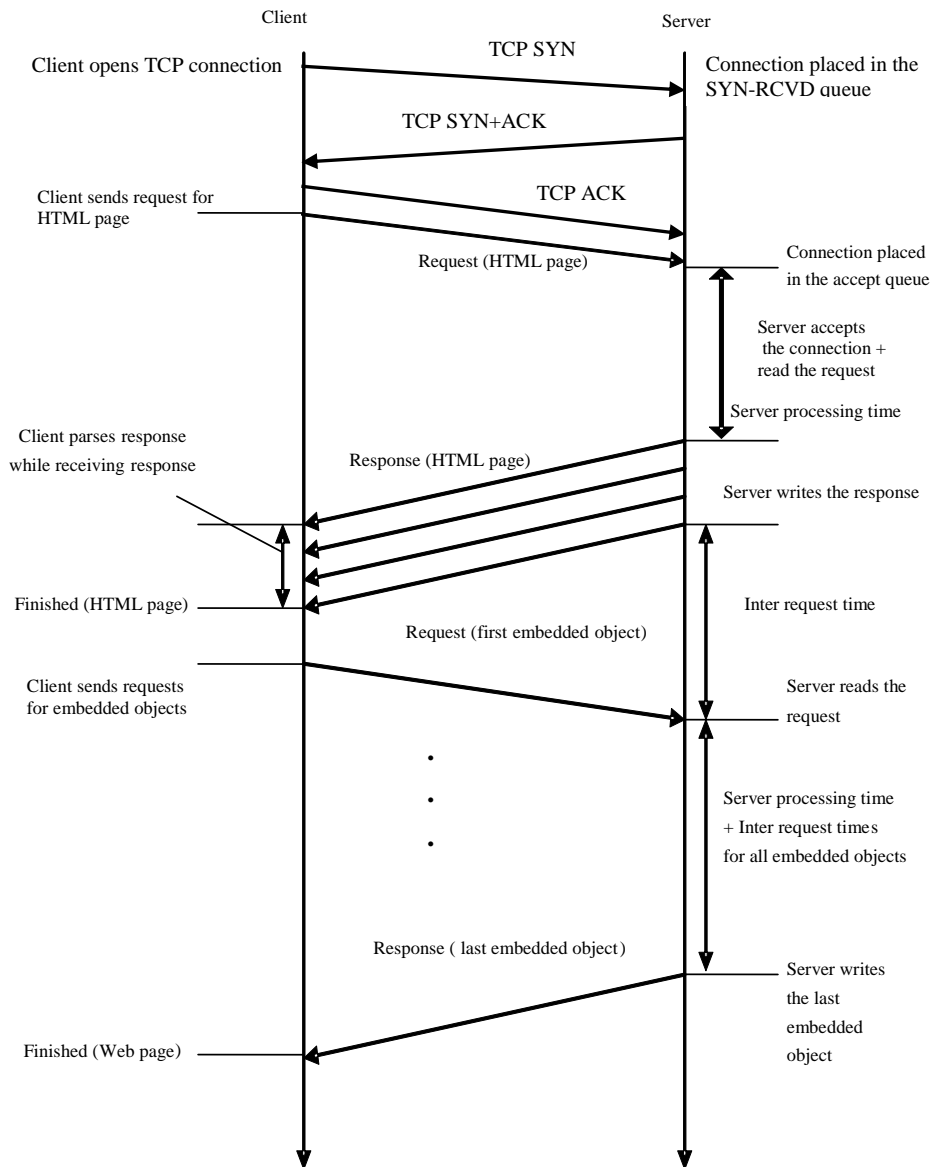 Client
Server
TCP SYN
Client opens TCP connection
Connection placed in the
SYN-RCVD queue
TCP SYN+ACK
TCP ACK
Client sends request for
HTML page
Request (HTML page)
Connection placed
in the accept queue
Server accepts
the connection +
read the request
Server processing time
Client parses response
while receiving response
Response (HTML page)
Server writes the response
Finished (HTML page)
Inter request time
Request (first embedded object)
Client sends requests
for embedded objects
Server reads the
request
Server processing time
+ Inter request times
for all embedded objects
Response ( last embedded object)
Server writes
the last
embedded
object
Finished (Web page)